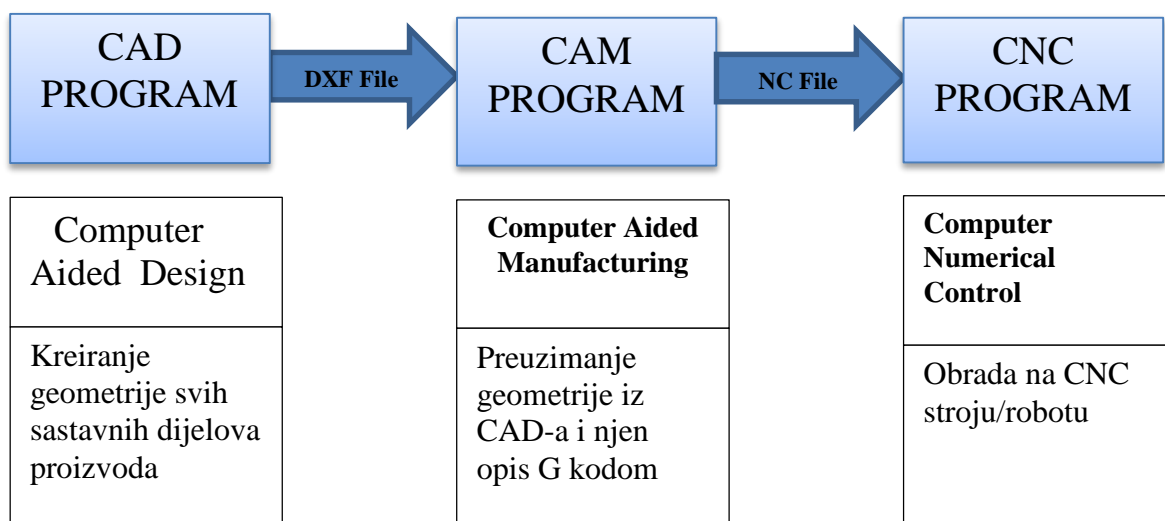 CAD
PROGRAM
DXF File
CAM
PROGRAM
NC File
CNC
PROGRAM
Computer
Aided Design
Kreiranje
geometrije svih
sastavnih dijelova
proizvoda
Computer Aided
Manufacturing
Preuzimanje
geometrije iz
CAD-a i njen
opis G kodom
Computer
Numerical
Control
Obrada na CNC
stroju/robotu